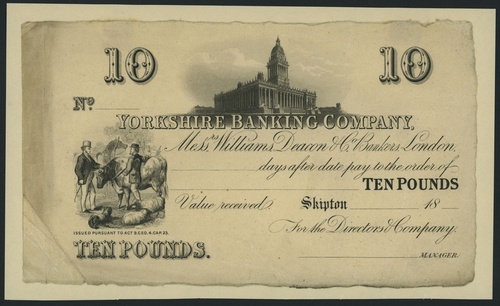 10 10
No
YORKSHIRE BANKING COMPANY,
Messrs Williams, Deacon & Co Bankers London,
days after date pay to the order of
TEN POUNDS
Value received. Skipton 18
For the Directors & Company.
ISSUED PURSUANT TO ACT 9. GEO. 4. CAP. 23.
TEN POUNDS. MANAGER.